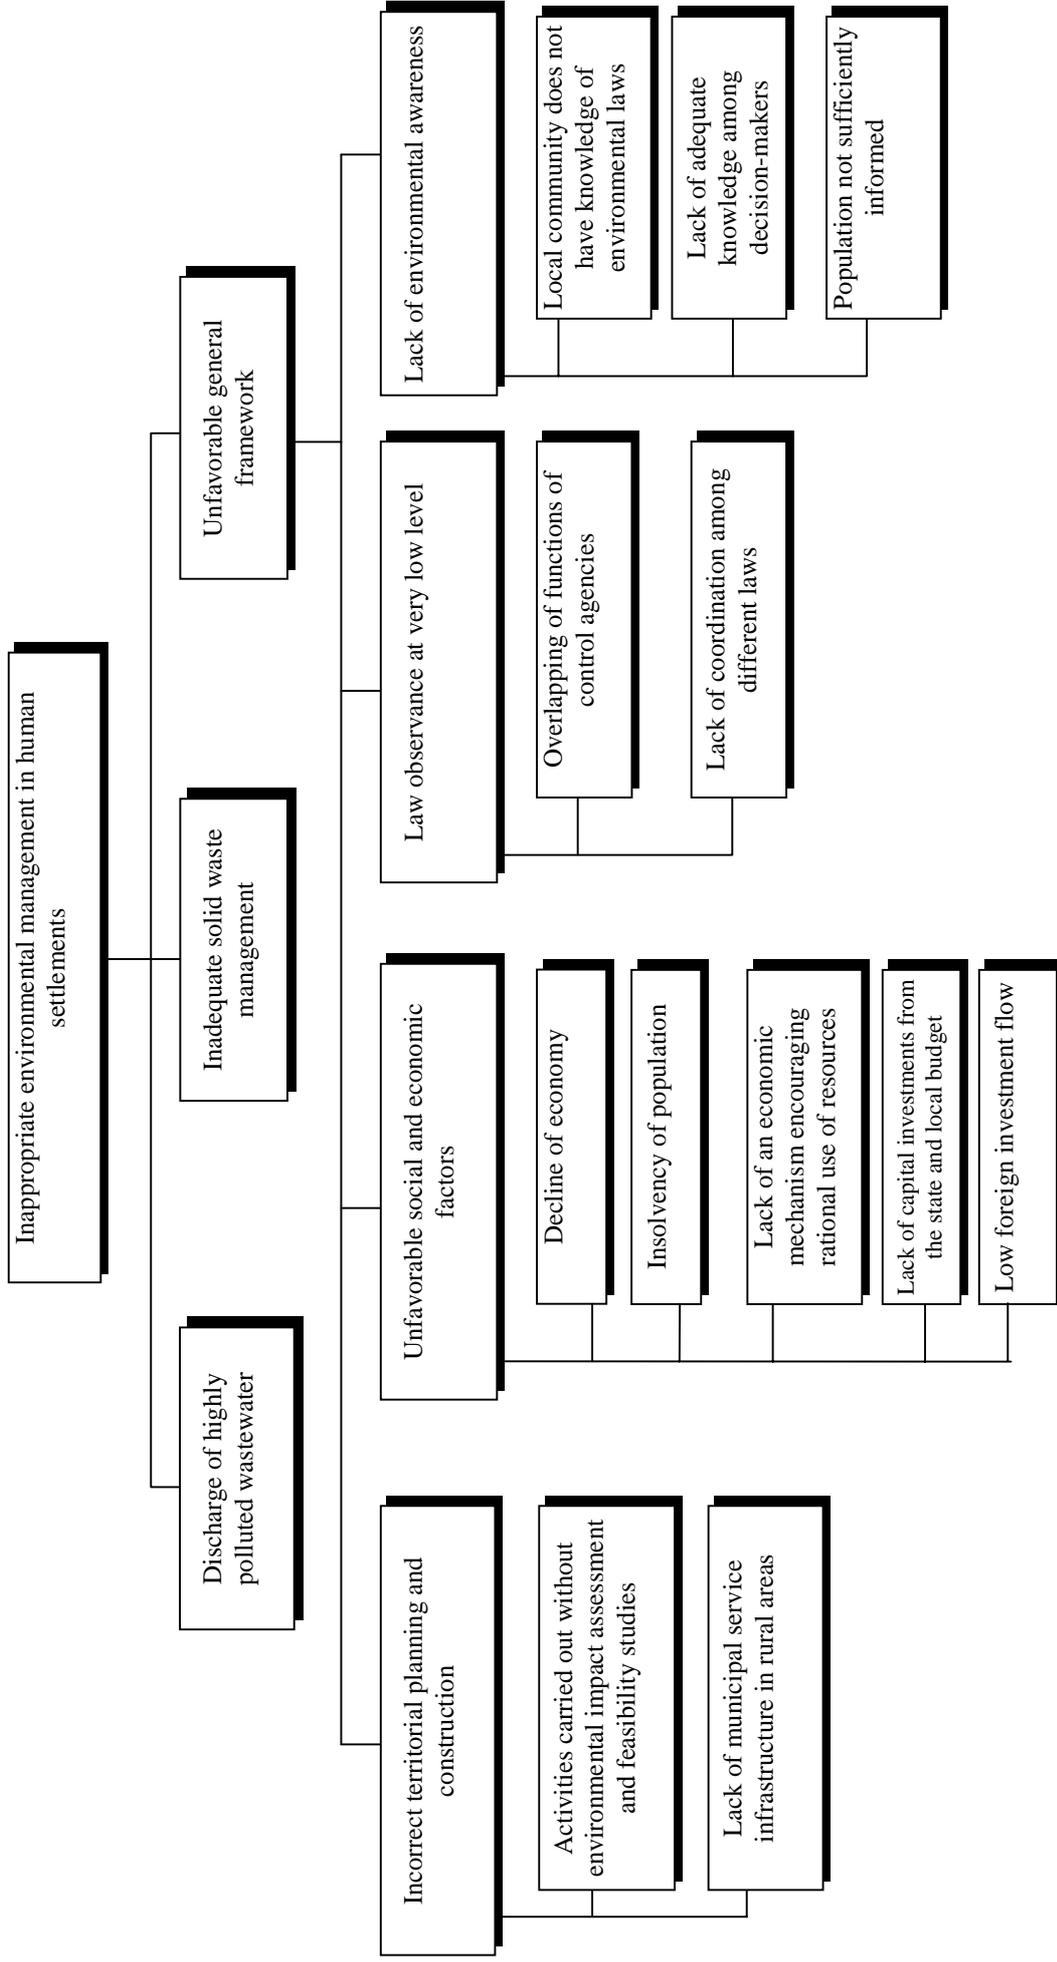 Inappropriate environmental management in human
settlements
Discharge of highly
polluted wastewater
Inadequate solid waste
management
Unfavorable general
framework
Incorrect territorial planning and
construction
Activities carried out without
environmental impact assessment
and feasibility studies
Lack of municipal service
infrastructure in rural areas
Unfavorable social and economic
factors
Decline of economy
Insolvency of population
Lack of an economic
mechanism encouraging
rational use of resources
Lack of capital investments from
the state and local budget
Low foreign investment flow
Law observance at very low level
Overlapping of functions of
control agencies
Lack of coordination among
different laws
Lack of environmental awareness
Local community does not
have knowledge of
environmental laws
Lack of adequate
knowledge among
decision-makers
Population not sufficiently
informed